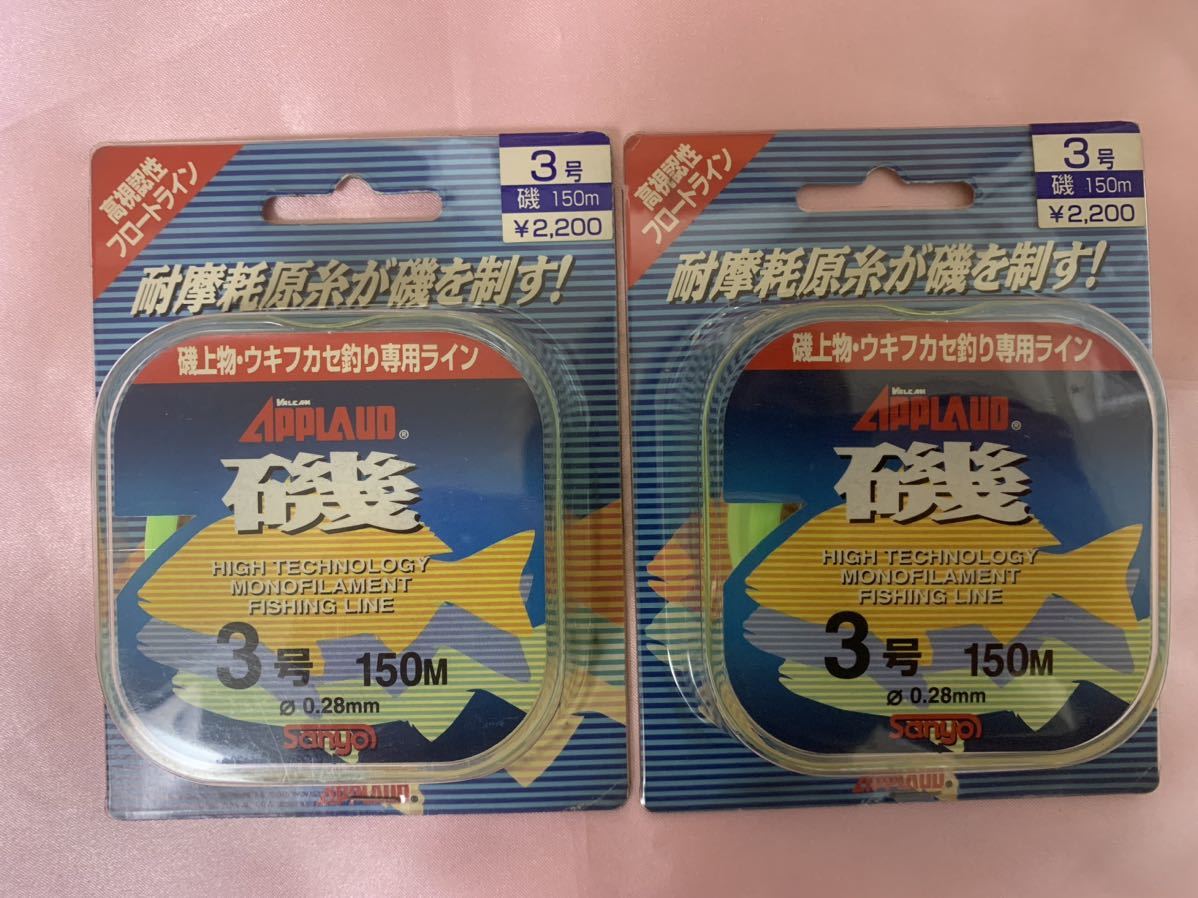 高視認性
フロートライン
3号
磯 150m
¥2,200
耐摩耗原糸が磯を制す!
磯上物・ウキフカセ釣り専用ライン
VALCAN
APPLAUD®
磯
HIGH TECHNOLOGY
MONOFILAMENT
FISHING LINE
3号 150M
ø 0.28mm
Sanyo
APPLAUD
高視認性
フロートライン
3号
磯 150m
¥2,200
耐摩耗原糸が磯を制す!
磯上物・ウキフカセ釣り専用ライン
VALCAN
APPLAUD®
磯
HIGH TECHNOLOGY
MONOFILAMENT
FISHING LINE
3号 150M
ø 0.28mm
Sanyo
APPLAUD